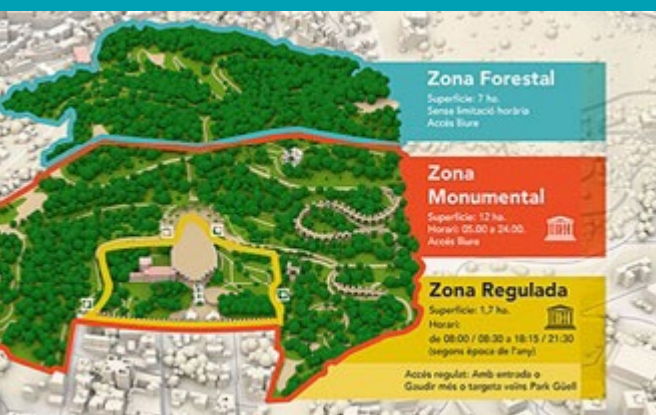 Zona Forestal
Superfície: 7 ha.
Sense limitació horària
Accés lliure
Zona
Monumental
Superfície: 12 ha.
Horari: 05.00 a 24.00.
Accés lliure
Zona Regulada
Superfície: 1,7 ha.
Horari:
de 08:00 / 08:30 a 18:15 / 21:30
(segons època de l'any)
Accés regulat: Amb entrada o
Gaudir més o targeta veïns Park Güell